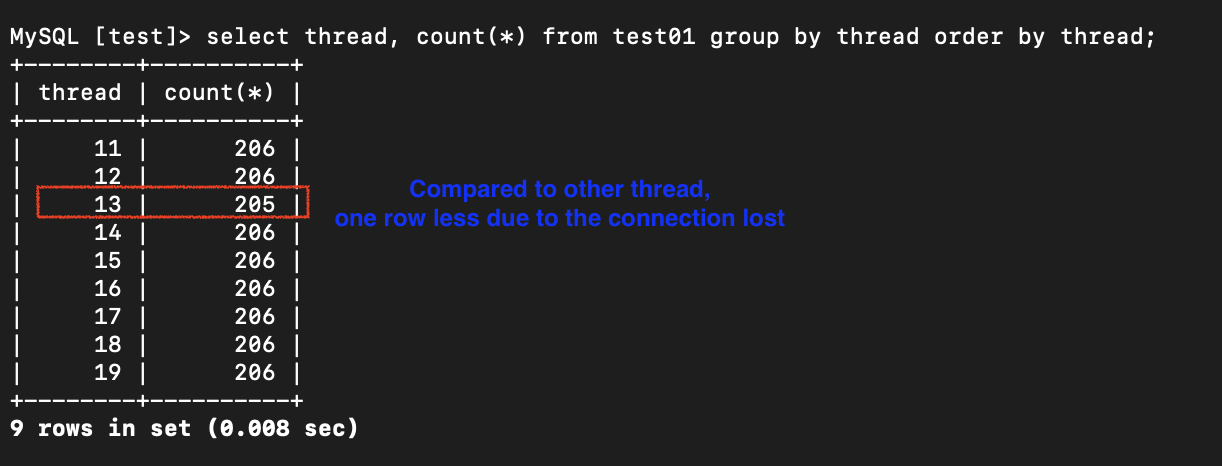 MySQL [test]> select thread, count(*) from test01 group by thread order by thread;
+---------+-----------+
| thread | count(*) |
+---------+-----------+
| 11 | 206 |
| 12 | 206 |
| 13 | 205 |
Compared to other thread,
one row less due to the connection lost
| 14 | 206 |
| 15 | 206 |
| 16 | 206 |
| 17 | 206 |
| 18 | 206 |
| 19 | 206 |
+---------+-----------+
9 rows in set (0.008 sec)